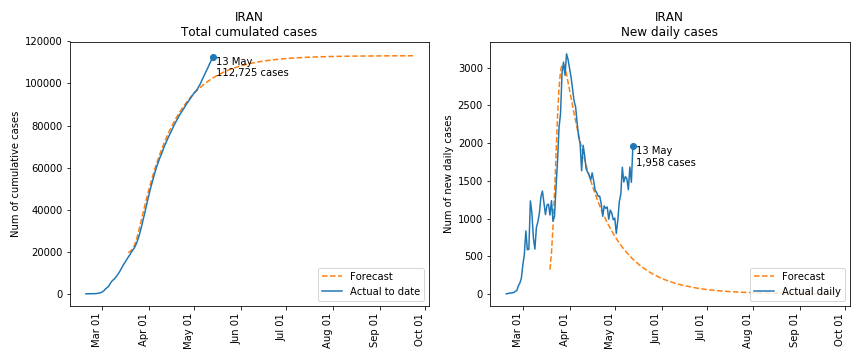 IRAN
Total cumulated cases
Num of cumulative cases
120000
100000
80000
60000
40000
20000
0
13 May
112,725 cases
Forecast
Actual to date
Mar 01
Apr 01
May 01
Jun 01
Jul 01
Aug 01
Sep 01
Oct 01
IRAN
New daily cases
Num of new daily cases
3000
2500
2000
1500
1000
500
0
13 May
1,958 cases
Forecast
Actual daily
Mar 01
Apr 01
May 01
Jun 01
Jul 01
Aug 01
Sep 01
Oct 01